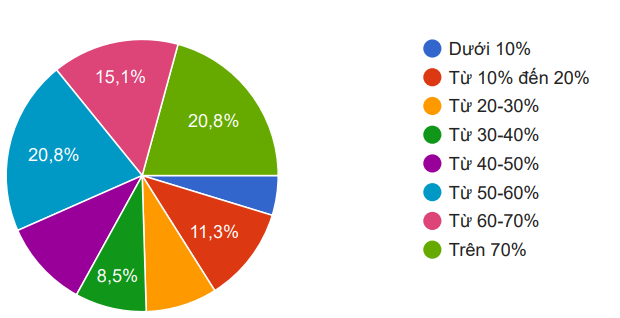 15,1%
20,8%
20,8%
11,3%
8,5%
Dưới 10%
Từ 10% đến 20%
Từ 20-30%
Từ 30-40%
Từ 40-50%
Từ 50-60%
Từ 60-70%
Trên 70%